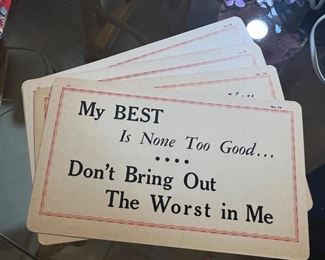 My BEST
Is None Too Good...
••••
Don't Bring Out
The Worst in Me